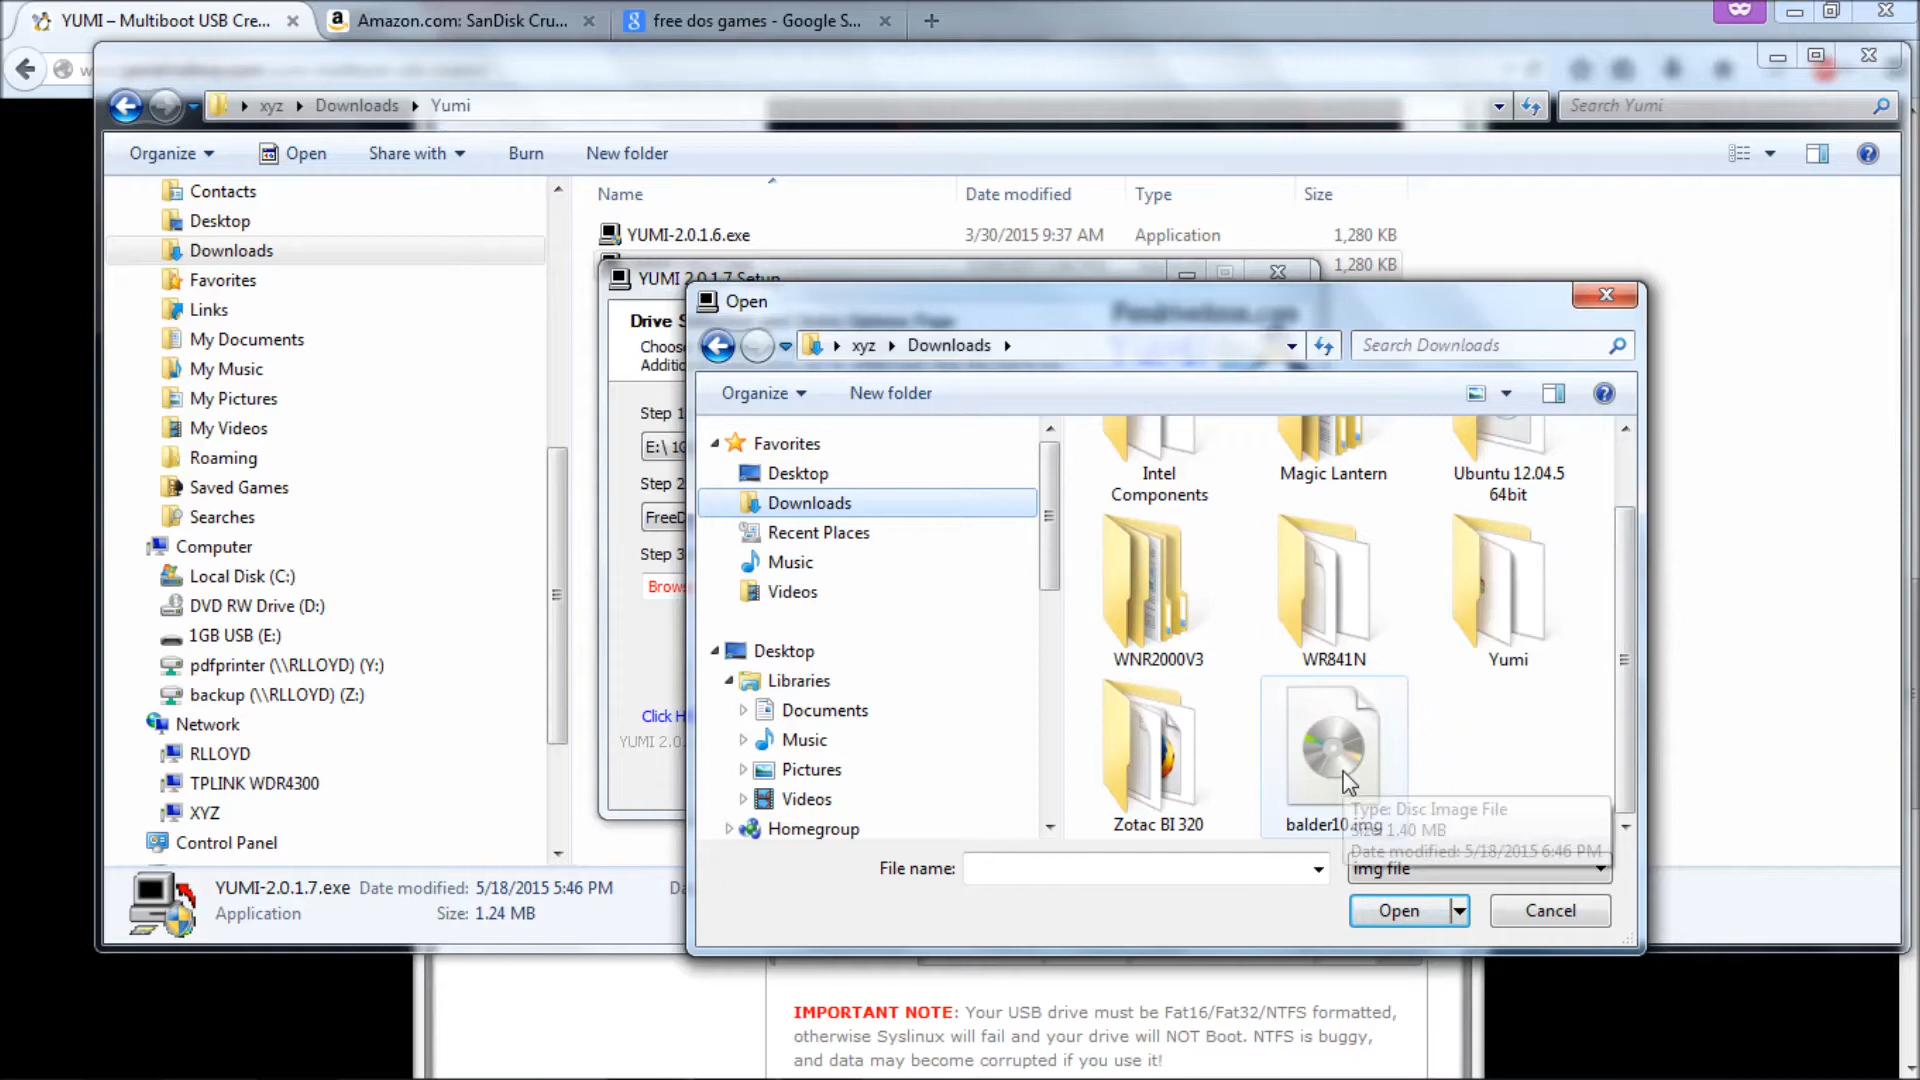 YUMI – Multiboot USB Cre...
Amazon.com: SanDisk Cru...
free dos games - Google S...
xyz Downloads Yumi
Search Yumi
Organize Open Share with Burn New folder
Name Date modified Type Size
YUMI-2.0.1.6.exe 3/30/2015 9:37 AM Application 1,280 KB
1,280 KB
Contacts
Desktop
Downloads
Favorites
Links
My Documents
My Music
My Pictures
My Videos
Roaming
Saved Games
Searches
Computer
Local Disk (C:)
DVD RW Drive (D:)
1GB USB (E:)
pdfprinter (\\RLLOYD) (Y:)
backup (\\RLLOYD) (Z:)
Network
RLLOYD
TPLINK WDR4300
XYZ
Control Panel
YUMI-2.0.1.7.exe Date modified: 5/18/2015 5:46 PM
Application Size: 1.24 MB
YUMI 2.0.1.7 Setup
Drive S
Choos
Additio
Step 1
E:\ 1G
Step 2
FreeD
Step 3
Brows
Click H
YUMI 2.0.
Open
xyz Downloads
Search Downloads
Organize New folder
Favorites
Desktop
Downloads
Recent Places
Music
Videos
Desktop
Libraries
Documents
Music
Pictures
Videos
Homegroup
Intel
Components
Magic Lantern
Ubuntu 12.04.5
64bit
WNR2000V3
WR841N
Yumi
Zotac BI 320
balder10.img
Type: Disc Image File
Size: 1.40 MB
Date modified: 5/18/2015 6:46 PM
File name:
img file
Open
Cancel
IMPORTANT NOTE: Your USB drive must be Fat16/Fat32/NTFS formatted,
otherwise Syslinux will fail and your drive will NOT Boot. NTFS is buggy,
and data may become corrupted if you use it!